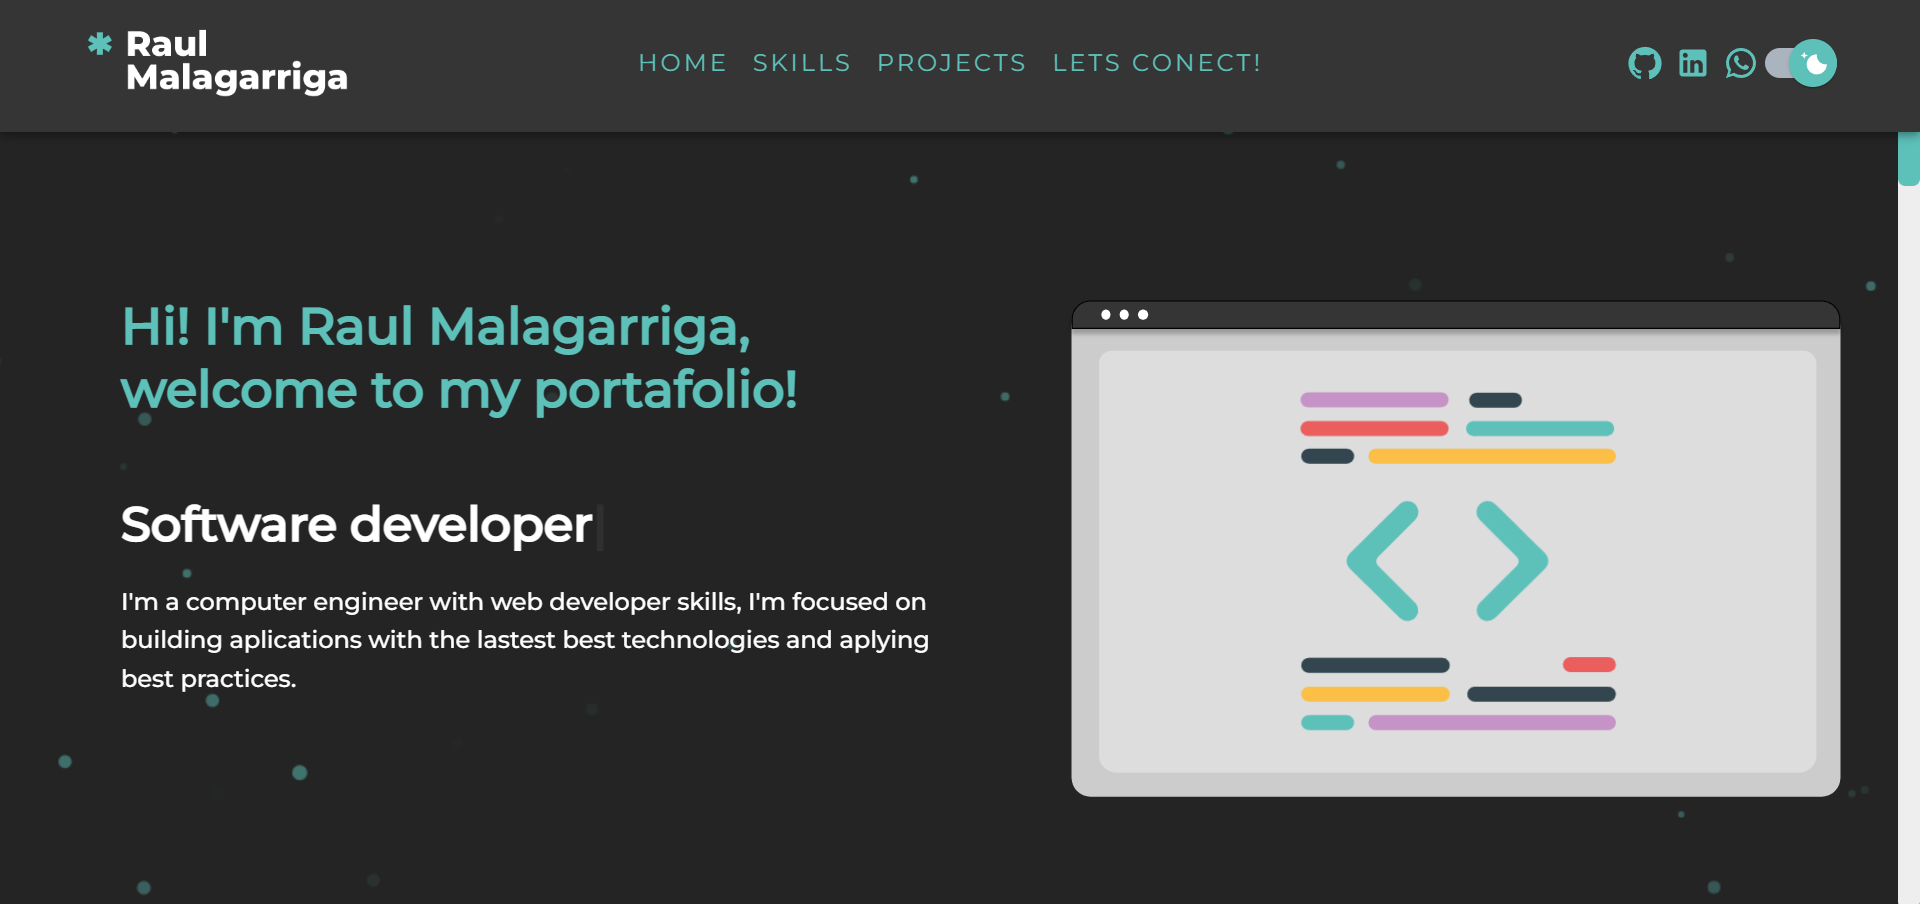 Raul
Malagarriga
HOME SKILLS PROJECTS LETS CONECT!
Hi! I'm Raul Malagarriga,
welcome to my portafolio!
Software developer
I'm a computer engineer with web developer skills, I'm focused on
building aplications with the lastest best technologies and aplying
best practices.